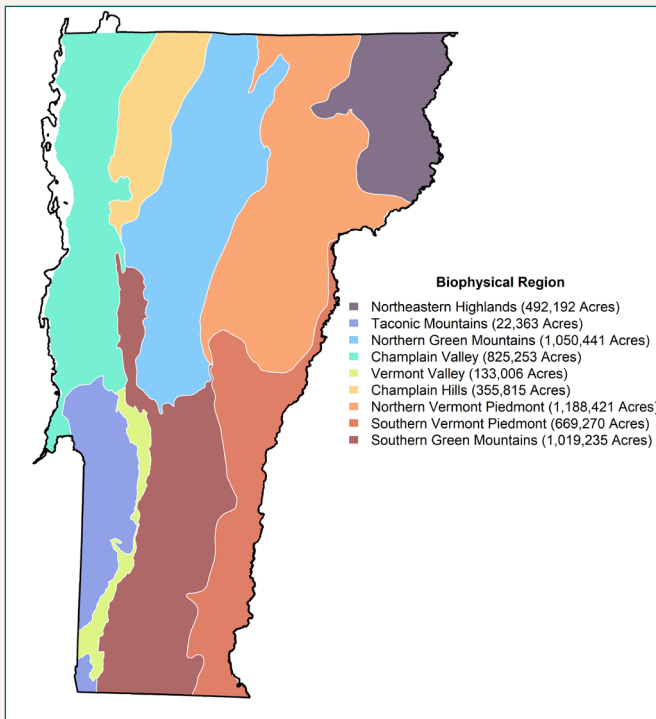 Biophysical Region
Northeastern Highlands (492,192 Acres)
Taconic Mountains (22,363 Acres)
Northern Green Mountains (1,050,441 Acres)
Champlain Valley (825,253 Acres)
Vermont Valley (133,006 Acres)
Champlain Hills (355,815 Acres)
Northern Vermont Piedmont (1,188,421 Acres)
Southern Vermont Piedmont (669,270 Acres)
Southern Green Mountains (1,019,235 Acres)